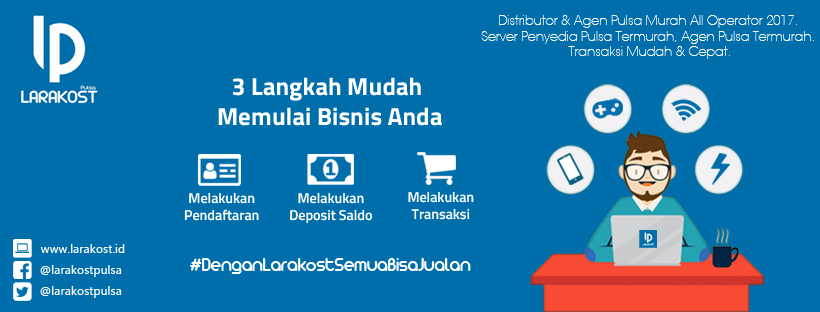 Pulsa
LARAKOST
Distributor & Agen Pulsa Murah All Operator 2017.
Server Penyedia Pulsa Termurah, Agen Pulsa Termurah.
Transaksi Mudah & Cepat.
3 Langkah Mudah
Memulai Bisnis Anda
1
Melakukan
Pendaftaran
Melakukan
Deposit Saldo
Melakukan
Transaksi
www.larakost.id
@larakostpulsa
@larakostpulsa
#DenganLarakostSemuaBisaJualan
LARAKOST